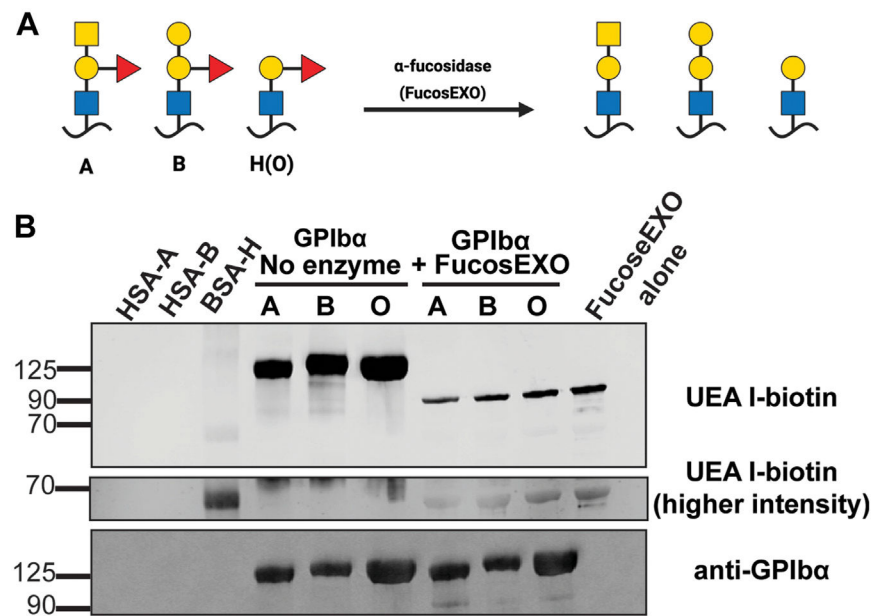 A
α-fucosidase
(FucosEXO)
A B H(O)
B
HSA-A
HSA-B
BSA-H
GPIbα
No enzyme
GPIbα
+ FucosEXO
FucoseEXO
alone
A B O A B O
125
90
70
UEA I-biotin
70
UEA I-biotin
(higher intensity)
125
90
anti-GPIbα